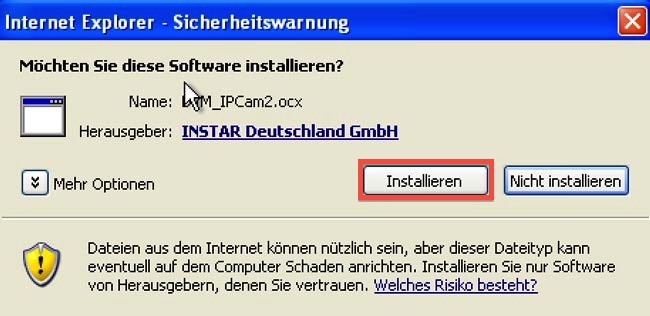 Internet Explorer - Sicherheitswarnung
Möchten Sie diese Software installieren?
Name: M_IPCam2.ocx
Herausgeber: INSTAR Deutschland GmbH
Mehr Optionen
Installieren
Nicht installieren
Dateien aus dem Internet können nützlich sein, aber dieser Dateityp kann
eventuell auf dem Computer Schaden anrichten. Installieren Sie nur Software
von Herausgebern, denen Sie vertrauen. Welches Risiko besteht?